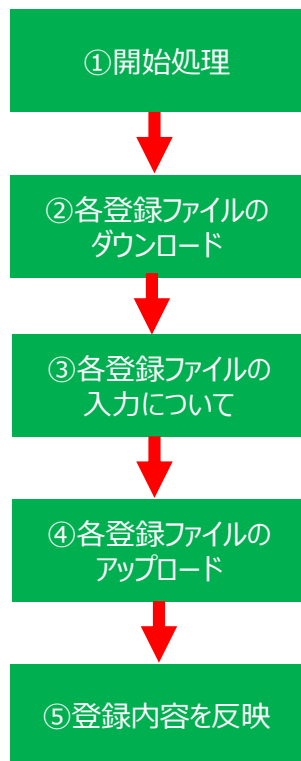 ①開始処理
②各登録ファイルの
ダウンロード
③各登録ファイルの
入力について
④各登録ファイルの
アップロード
⑤登録内容を反映